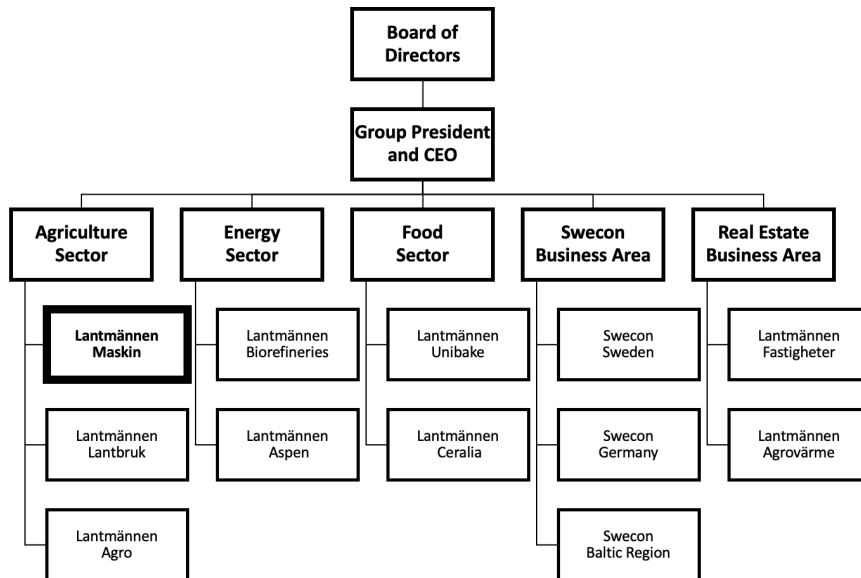 Board of
Directors
Group President
and CEO
Agriculture
Sector
Energy
Sector
Food
Sector
Swecon
Business Area
Real Estate
Business Area
Lantmännen
Maskin
Lantmännen
Biorefineries
Lantmännen
Unibake
Swecon
Sweden
Lantmännen
Fastigheter
Lantmännen
Lantbruk
Lantmännen
Aspen
Lantmännen
Ceralia
Swecon
Germany
Lantmännen
Agrovärme
Lantmännen
Agro
Swecon
Baltic Region